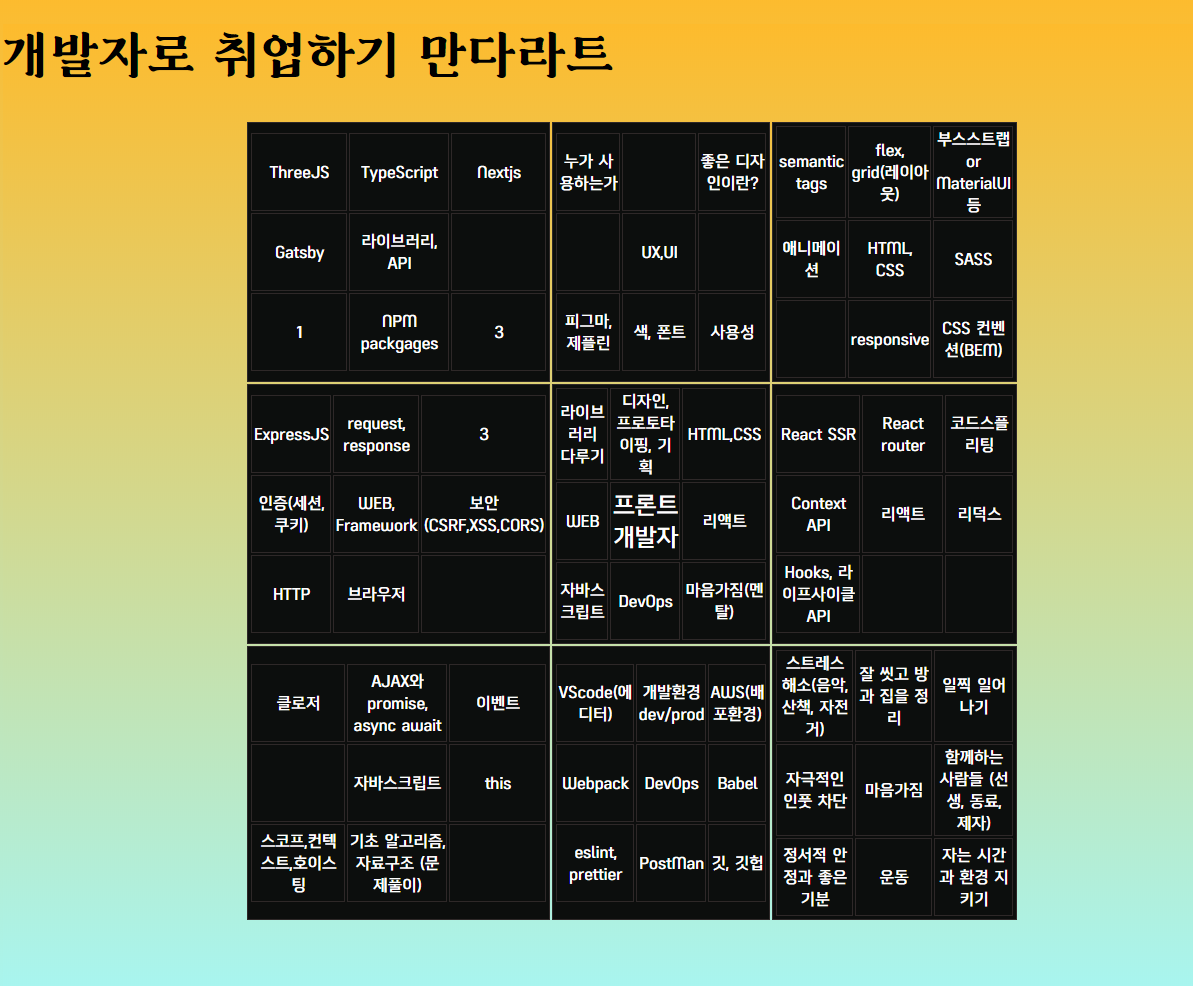 개발자로 취업하기 만다라트
ThreeJS
TypeScript
Nextjs
Gatsby
라이브러리,
API
1
NPM
packgages
3
누가 사
용하는가
좋은 디자
인이란?
UX,UI
피그마,
제플린
색, 폰트
사용성
semantic
tags
flex,
grid(레이아
웃)
부스스트랩
or
MaterialUI
등
애니메이
션
HTML,
CSS
SASS
responsive
CSS 컨벤
션(BEM)
ExpressJS
request,
response
3
인증(세션,
쿠키)
WEB,
Framework
보안
(CSRF,XSS,CORS)
HTTP
브라우저
라이브
러리
다루기
디자인,
프로토타
이핑, 기
획
HTML,CSS
WEB
프론트
개발자
리액트
자바스
크립트
DevOps
마음가짐(멘
탈)
React SSR
React
router
코드스플
리팅
Context
API
리액트
리덕스
Hooks, 라
이프사이클
API
클로저
AJAX와
promise,
async await
이벤트
자바스크립트
this
스코프,컨텍
스트,호이스
팅
기초 알고리즘,
자료구조 (문
제풀이)
VScode(에
디터)
개발환경
dev/prod
AWS(배
포환경)
Webpack
DevOps
Babel
eslint,
prettier
PostMan
깃, 깃헙
스트레스
해소(음악,
산책, 자전
거)
잘 씻고 방
과 집을 정
리
일찍 일어
나기
자극적인
인풋 차단
마음가짐
함께하는
사람들 (선
생, 동료,
제자)
정서적 안
정과 좋은
기분
운동
자는 시간
과 환경 지
키기